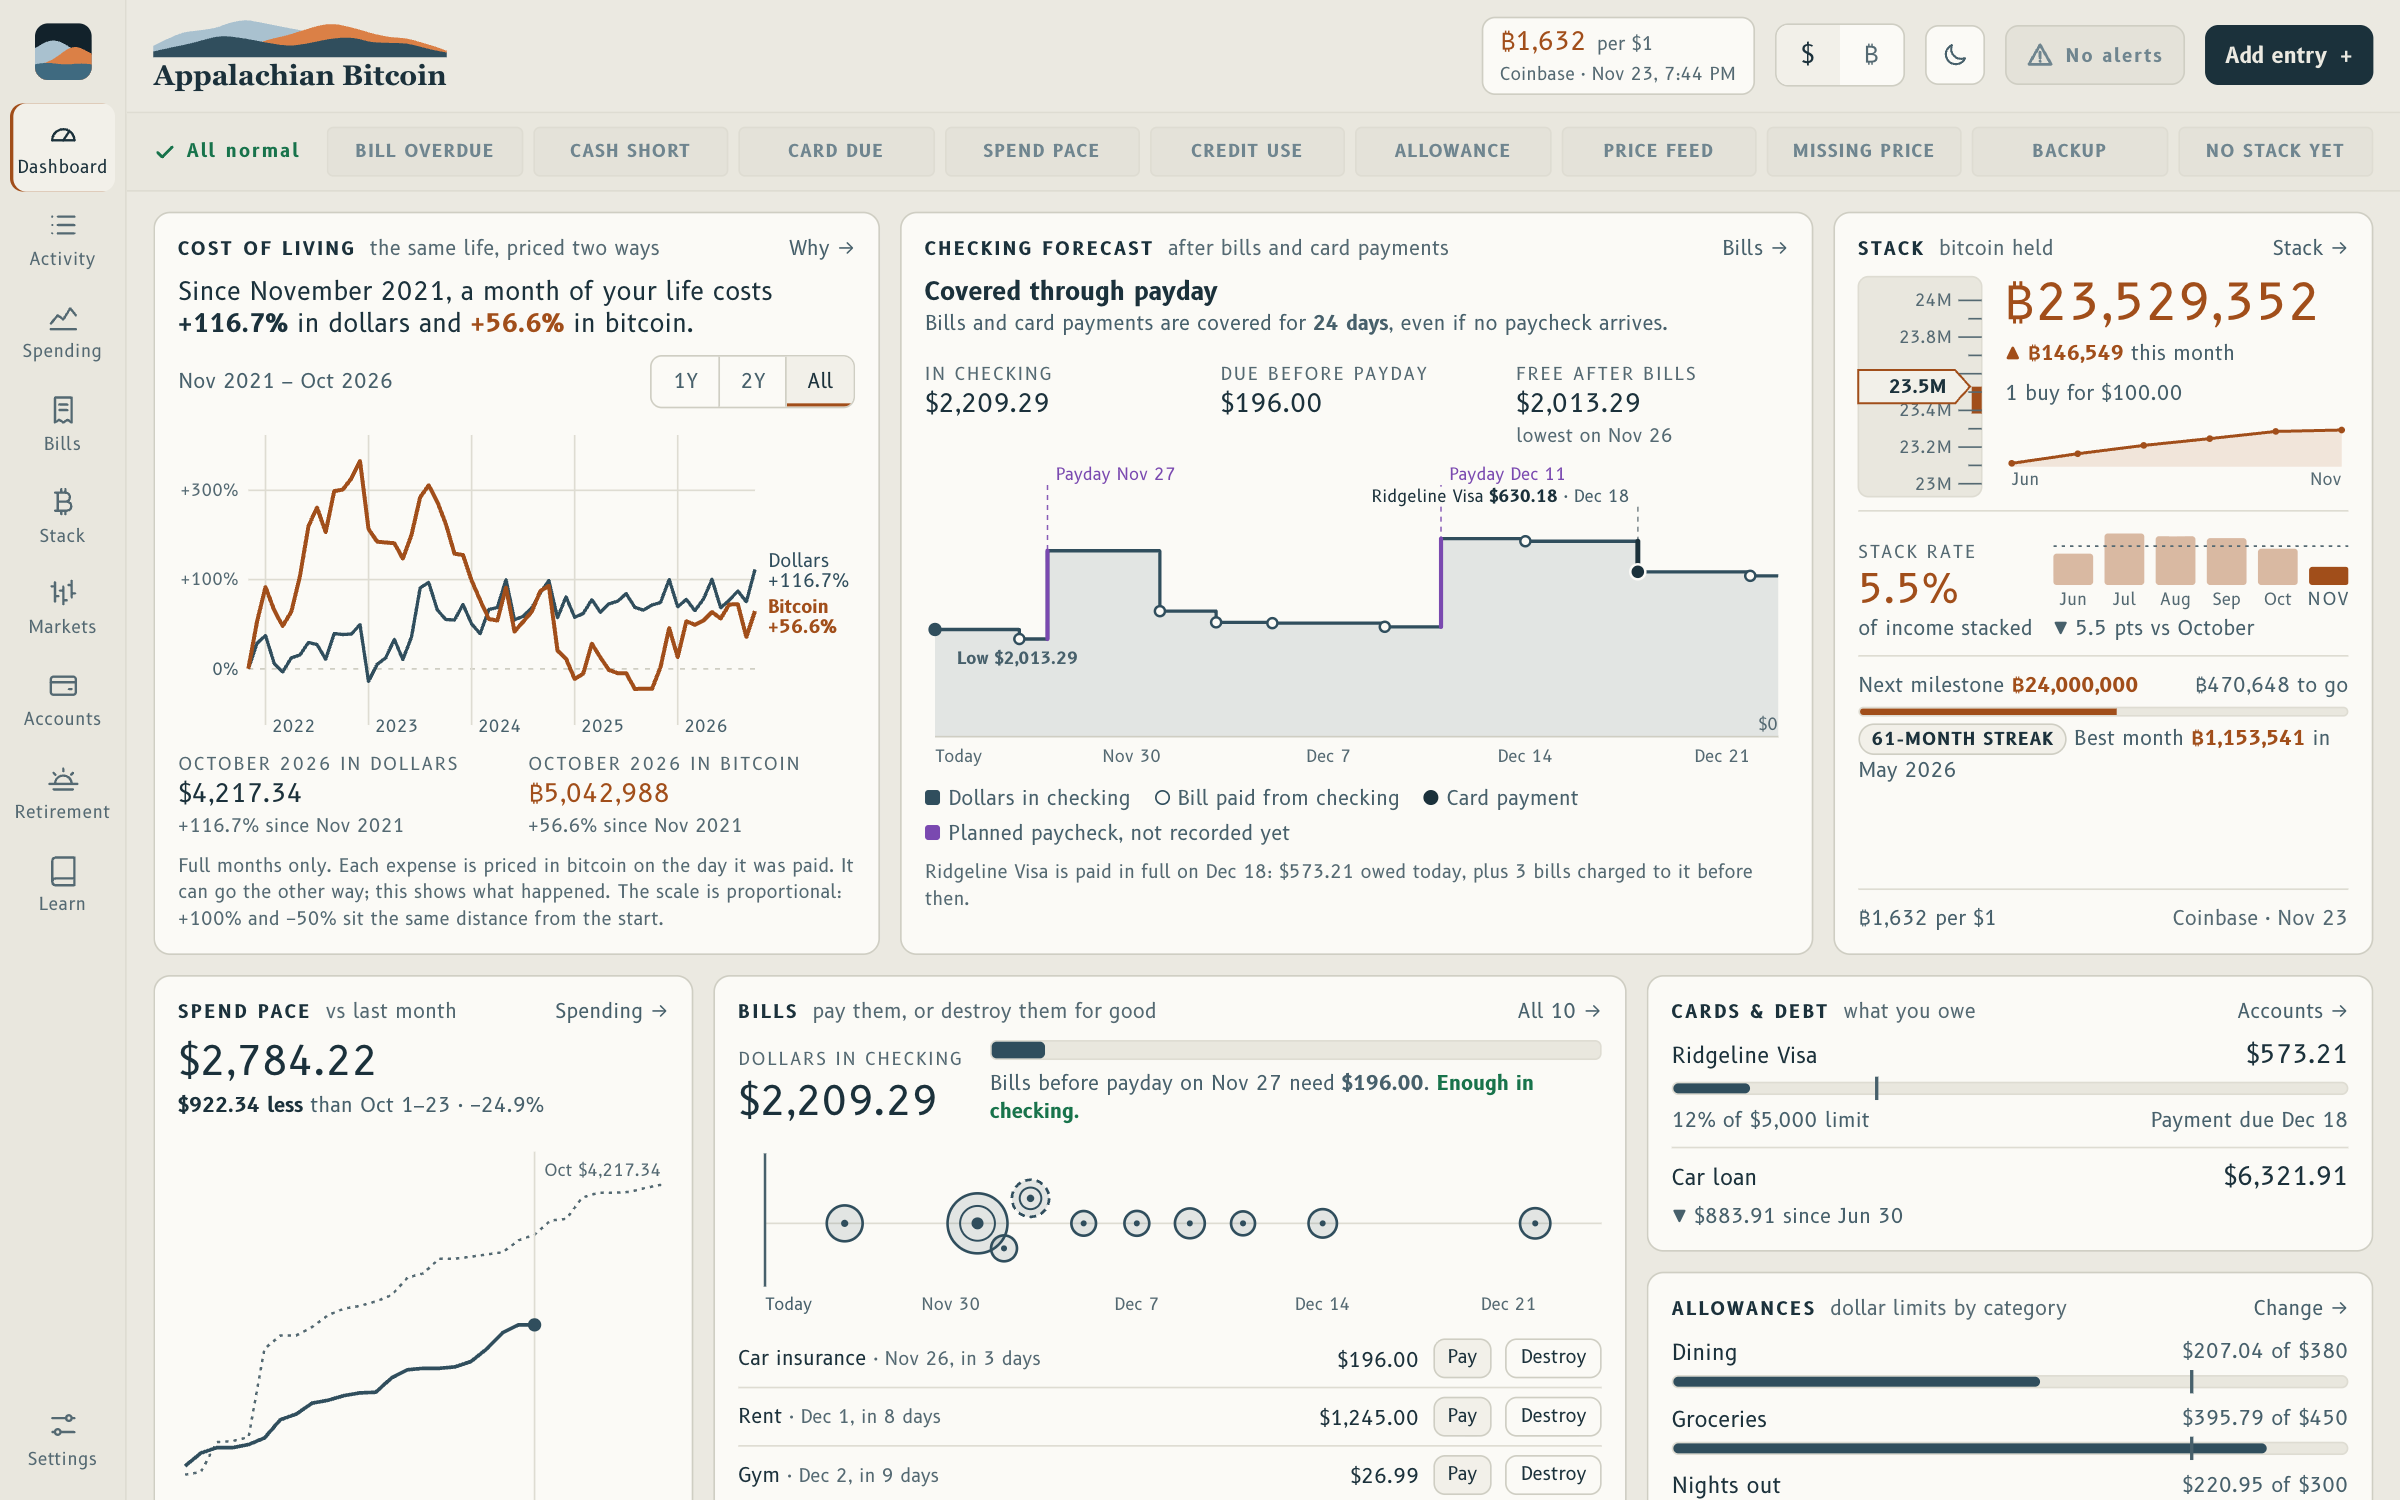 Appalachian Bitcoin
₿1,632 per $1
Coinbase · Nov 23, 7:44 PM
$
₿
No alerts
Add entry +
Dashboard
Activity
Spending
Bills
Stack
Markets
Accounts
Retirement
Learn
Settings
All normal
BILL OVERDUE
CASH SHORT
CARD DUE
SPEND PACE
CREDIT USE
ALLOWANCE
PRICE FEED
MISSING PRICE
BACKUP
NO STACK YET
COST OF LIVING the same life, priced two ways
Why →
Since November 2021, a month of your life costs
+116.7% in dollars and +56.6% in bitcoin.
Nov 2021 – Oct 2026
1Y
2Y
All
+300%
+100%
0%
Dollars
+116.7%
Bitcoin
+56.6%
2022
2023
2024
2025
2026
OCTOBER 2026 IN DOLLARS
$4,217.34
+116.7% since Nov 2021
OCTOBER 2026 IN BITCOIN
₿5,042,988
+56.6% since Nov 2021
Full months only. Each expense is priced in bitcoin on the day it was paid. It
can go the other way; this shows what happened. The scale is proportional:
+100% and −50% sit the same distance from the start.
CHECKING FORECAST after bills and card payments
Bills →
Covered through payday
Bills and card payments are covered for 24 days, even if no paycheck arrives.
IN CHECKING
$2,209.29
DUE BEFORE PAYDAY
$196.00
FREE AFTER BILLS
$2,013.29
lowest on Nov 26
Payday Nov 27
Payday Dec 11
Ridgeline Visa $630.18 · Dec 18
Low $2,013.29
$0
Today
Nov 30
Dec 7
Dec 14
Dec 21
Dollars in checking
Bill paid from checking
Card payment
Planned paycheck, not recorded yet
Ridgeline Visa is paid in full on Dec 18: $573.21 owed today, plus 3 bills charged to it before
then.
STACK bitcoin held
Stack →
24M
23.8M
23.5M
23.4M
23.2M
23M
₿23,529,352
▲ ₿146,549 this month
1 buy for $100.00
Jun
Nov
STACK RATE
5.5%
of income stacked
Jun
Jul
Aug
Sep
Oct
NOV
▼ 5.5 pts vs October
Next milestone ₿24,000,000
₿470,648 to go
61-MONTH STREAK Best month ₿1,153,541 in
May 2026
₿1,632 per $1
Coinbase · Nov 23
SPEND PACE vs last month
Spending →
$2,784.22
$922.34 less than Oct 1–23 · −24.9%
Oct $4,217.34
BILLS pay them, or destroy them for good
All 10 →
DOLLARS IN CHECKING
$2,209.29
Bills before payday on Nov 27 need $196.00. Enough in
checking.
Today
Nov 30
Dec 7
Dec 14
Dec 21
Car insurance · Nov 26, in 3 days
$196.00
Pay
Destroy
Rent · Dec 1, in 8 days
$1,245.00
Pay
Destroy
Gym · Dec 2, in 9 days
$26.99
Pay
Destroy
CARDS & DEBT what you owe
Accounts →
Ridgeline Visa
$573.21
12% of $5,000 limit
Payment due Dec 18
Car loan
$6,321.91
▼ $883.91 since Jun 30
ALLOWANCES dollar limits by category
Change →
Dining
$207.04 of $380
Groceries
$395.79 of $450
Nights out
$220.95 of $300